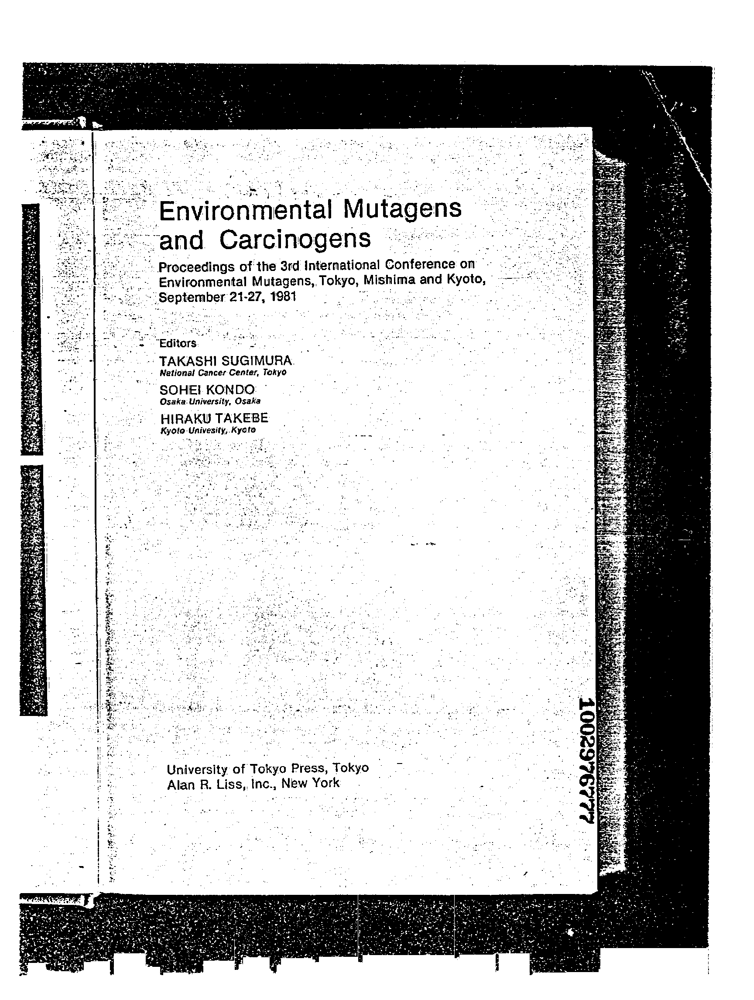 Environmental Mutagens
and Carcinogens
Proceedings of the 3rd International Conference on
Environmental Mutagens, Tokyo, Mishima and Kyoto,
September 21-27, 1981
Editors
TAKASHI SUGIMURA
National Cancer Center, Tokyo
SOHEI KONDO
Osaka University, Osaka
HIRAKU TAKEBE
Kyoto Univesity, Kyoto
University of Tokyo Press, Tokyo
Alan R. Liss, Inc., New York
1002976777